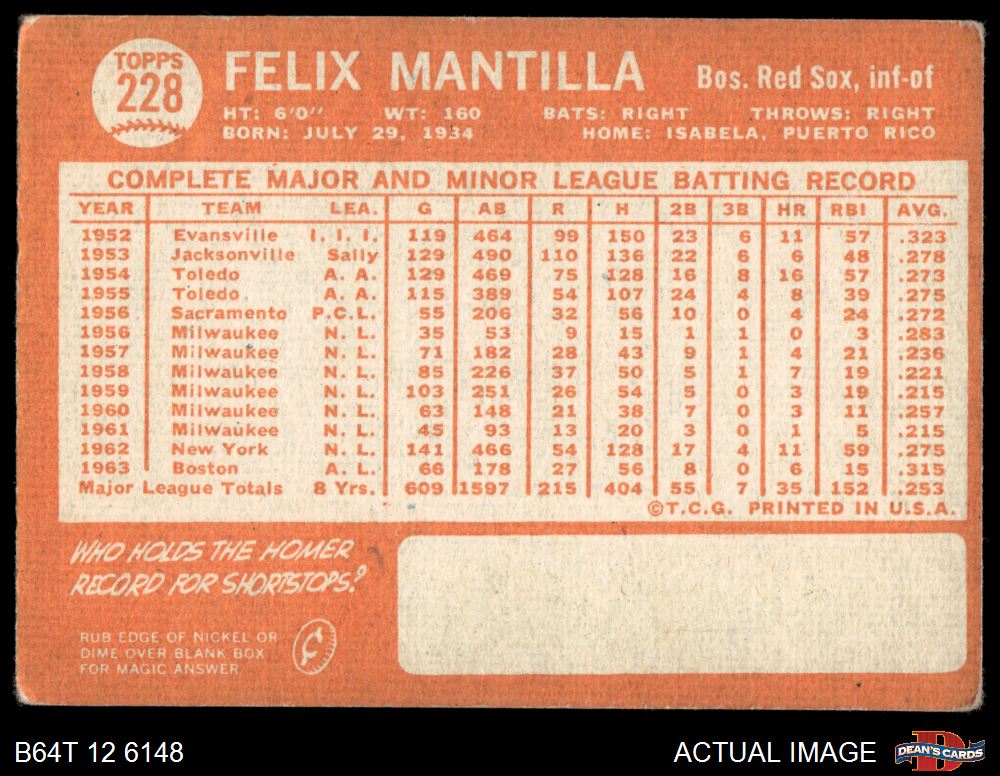 TOPPS
228
FELIX MANTILLA
Bos. Red Sox, inf-of
HT: 6'0" WT: 160 BATS: RIGHT THROWS: RIGHT
BORN: JULY 29, 1934 HOME: ISABELA, PUERTO RICO
COMPLETE MAJOR AND MINOR LEAGUE BATTING RECORD
YEAR TEAM LEA. G AB R H 2B 3B HR RBI AVG.
1952 Evansville I. I. I. 119 464 99 150 23 6 11 57 .323
1953 Jacksonville Sally 129 490 110 136 22 6 6 48 .278
1954 Toledo A. A. 129 469 75 128 16 8 16 57 .273
1955 Toledo A. A. 115 389 54 107 24 4 8 39 .275
1956 Sacramento P.C.L. 55 206 32 56 10 0 4 24 .272
1956 Milwaukee N. L. 35 53 9 15 1 1 0 3 .283
1957 Milwaukee N. L. 71 182 28 43 9 1 4 21 .236
1958 Milwaukee N. L. 85 226 37 50 5 1 7 19 .221
1959 Milwaukee N. L. 103 251 26 54 5 0 3 19 .215
1960 Milwaukee N. L. 63 148 21 38 7 0 3 11 .257
1961 Milwaukee N. L. 45 93 13 20 3 0 1 5 .215
1962 New York N. L. 141 466 54 128 17 4 11 59 .275
1963 Boston A. L. 66 178 27 56 8 0 6 15 .315
Major League Totals 8 Yrs. 609 1597 215 404 55 7 35 152 .253
©T.C.G. PRINTED IN U.S.A.
WHO HOLDS THE HOMER
RECORD FOR SHORTSTOPS?
RUB EDGE OF NICKEL OR
DIME OVER BLANK BOX
FOR MAGIC ANSWER
¢
B64T 12 6148
ACTUAL IMAGE
D
DEAN'S CARDS